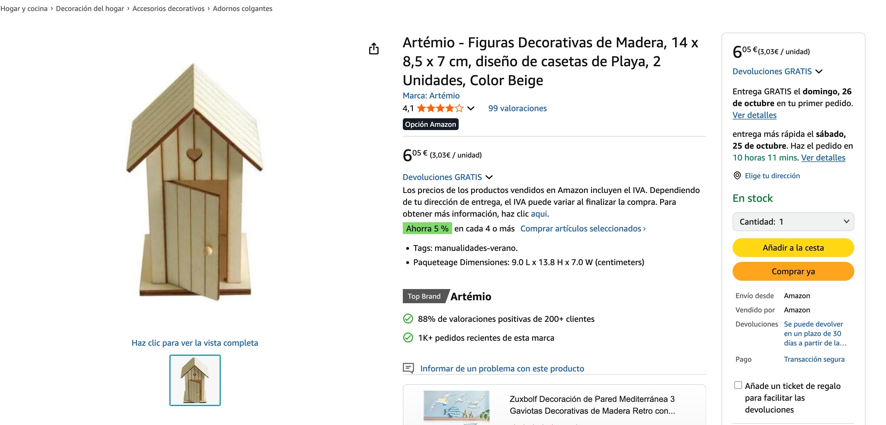 Hogar y cocina › Decoración del hogar › Accesorios decorativos › Adornos colgantes
Haz clic para ver la vista completa
Artémio - Figuras Decorativas de Madera, 14 x
8,5 x 7 cm, diseño de casetas de Playa, 2
Unidades, Color Beige
Marca: Artémio
4,1 99 valoraciones
Opción Amazon
6,05 € (3,03€ / unidad)
Devoluciones GRATIS
Los precios de los productos vendidos en Amazon incluyen el IVA. Dependiendo
de tu dirección de entrega, el IVA puede variar al finalizar la compra. Para
obtener más información, haz clic aquí.
Ahorra 5 % en cada 4 o más Comprar artículos seleccionados ›
• Tags: manualidades-verano.
• Paqueteage Dimensiones: 9.0 L x 13.8 H x 7.0 W (centimeters)
Top Brand Artémio
88% de valoraciones positivas de 200+ clientes
1K+ pedidos recientes de esta marca
Informar de un problema con este producto
Zuxbolf Decoración de Pared Mediterránea 3
Gaviotas Decorativas de Madera Retro con...
6,05 € (3,03€ / unidad)
Devoluciones GRATIS
Entrega GRATIS el domingo, 26
de octubre en tu primer pedido.
Ver detalles
entrega más rápida el sábado,
25 de octubre. Haz el pedido en
10 horas 11 mins. Ver detalles
Elige tu dirección
En stock
Cantidad: 1
Añadir a la cesta
Comprar ya
Envío desde Amazon
Vendido por Amazon
Devoluciones Se puede devolver
en un plazo de 30
días a partir de la...
Pago Transacción segura
Añade un ticket de regalo
para facilitar las
devoluciones